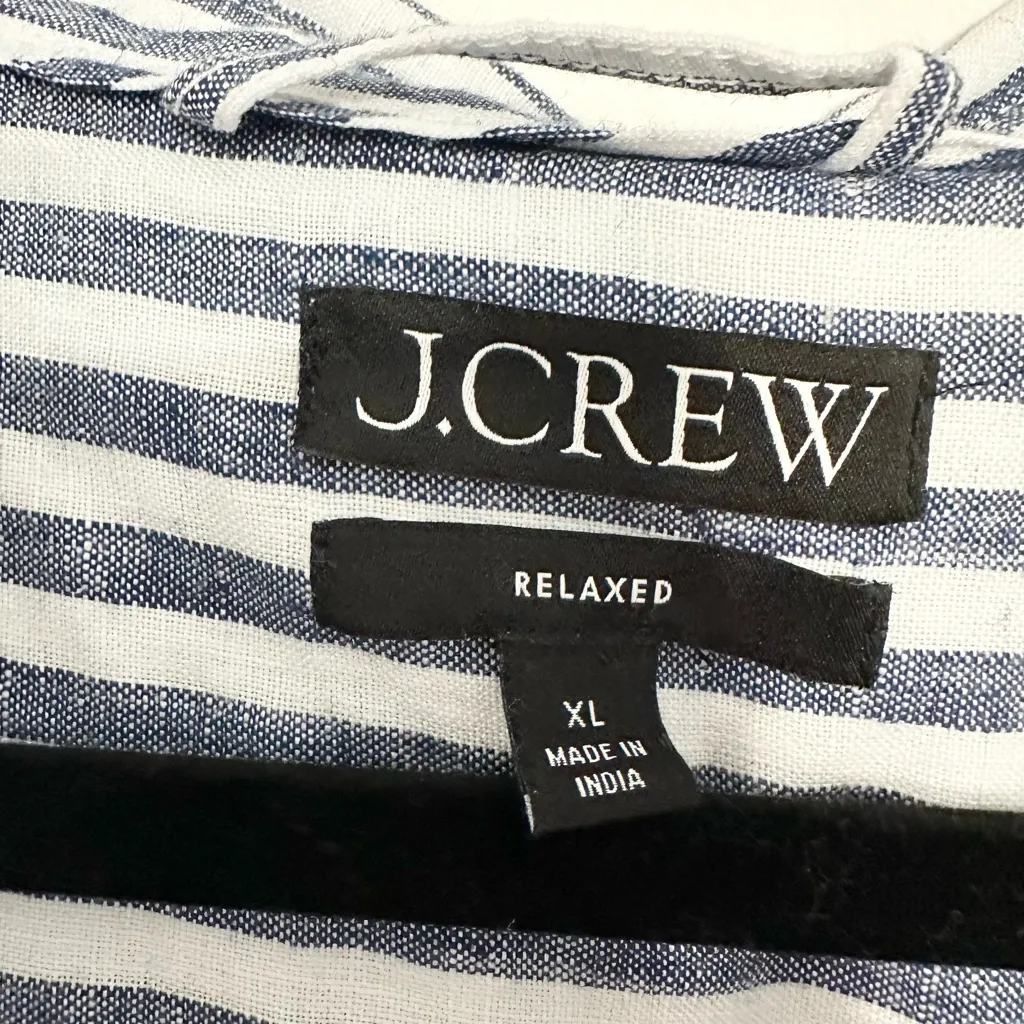 J.CREW
RELAXED
XL
MADE IN
INDIA